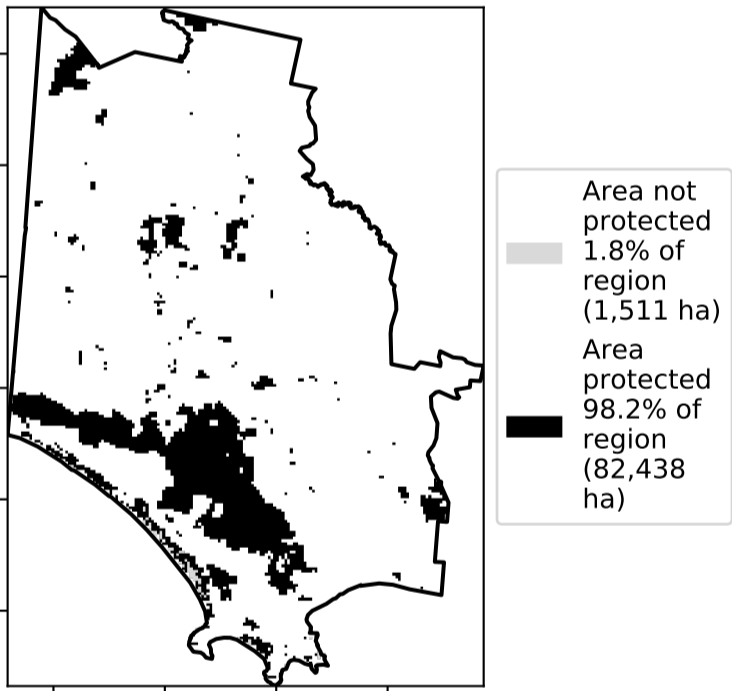 Area not
protected
1.8% of
region
(1,511 ha)
Area
protected
98.2% of
region
(82,438
ha)